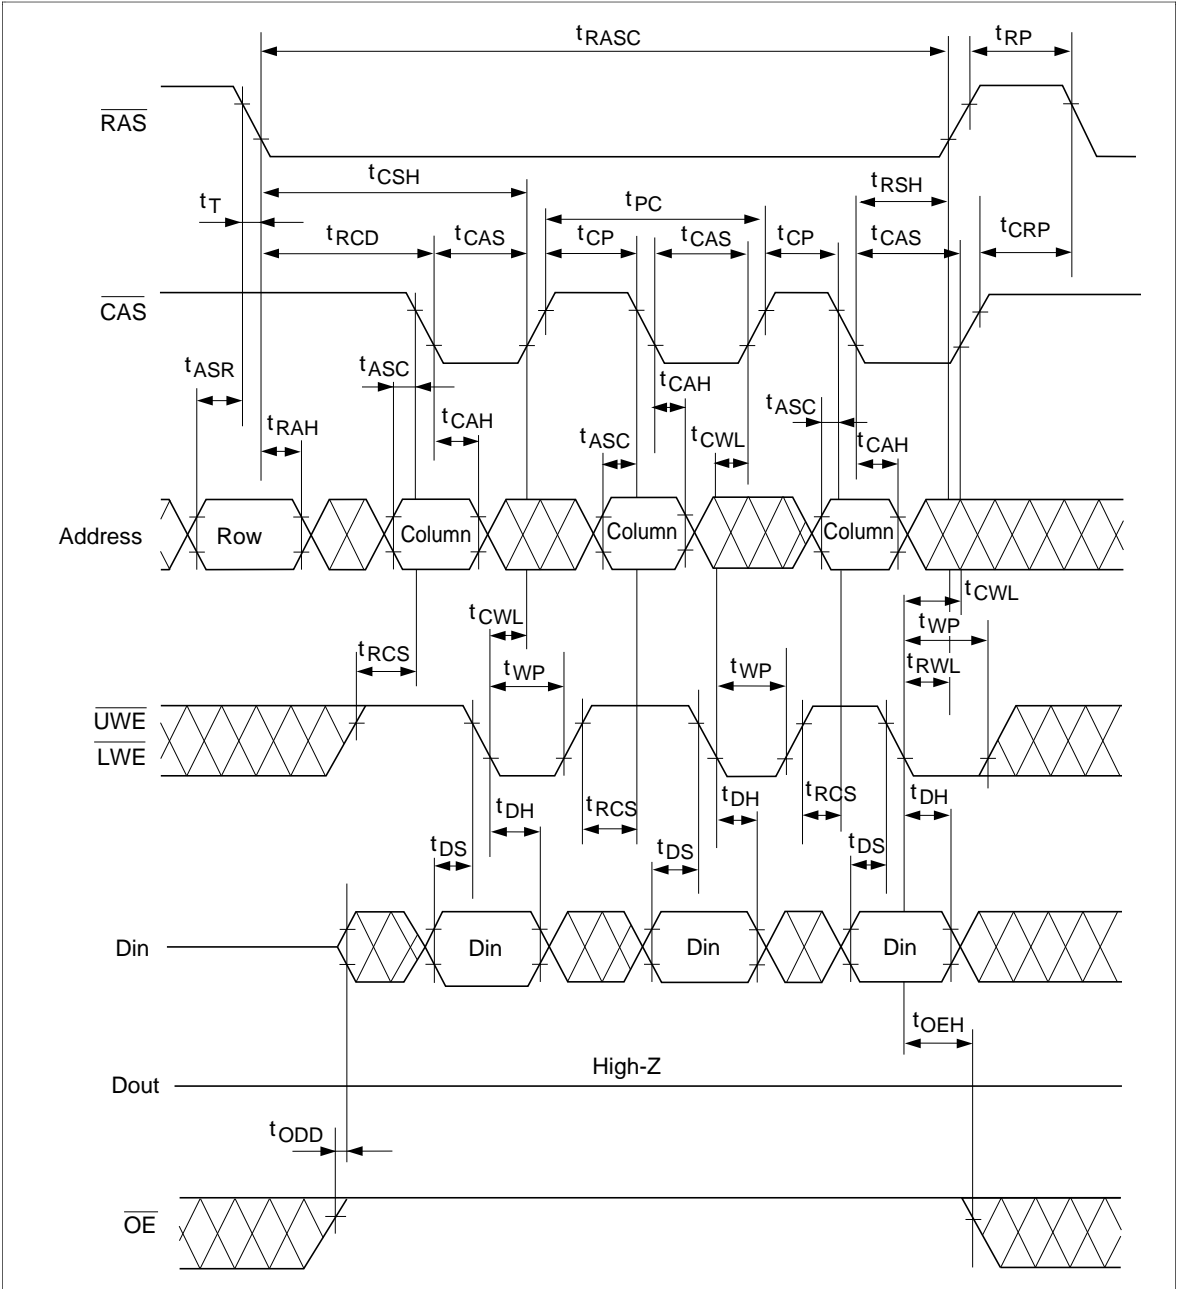 tRASC
tRP
RAS
tCSH
tRSH
tT
tPC
tRCD
tCAS
tCP
tCAS
tCP
tCAS
tCRP
CAS
tASR
tASC
tCAH
tASC
tRAH
tCAH
tASC
tCWL
tCAH
Address
Row
Column
Column
Column
tCWL
tCWL
tWP
tRCS
tWP
tWP
tRWL
UWE
LWE
tDH
tRCS
tDH
tRCS
tDH
tDS
tDS
tDS
Din
Din
Din
Din
tOEH
High-Z
Dout
tODD
OE